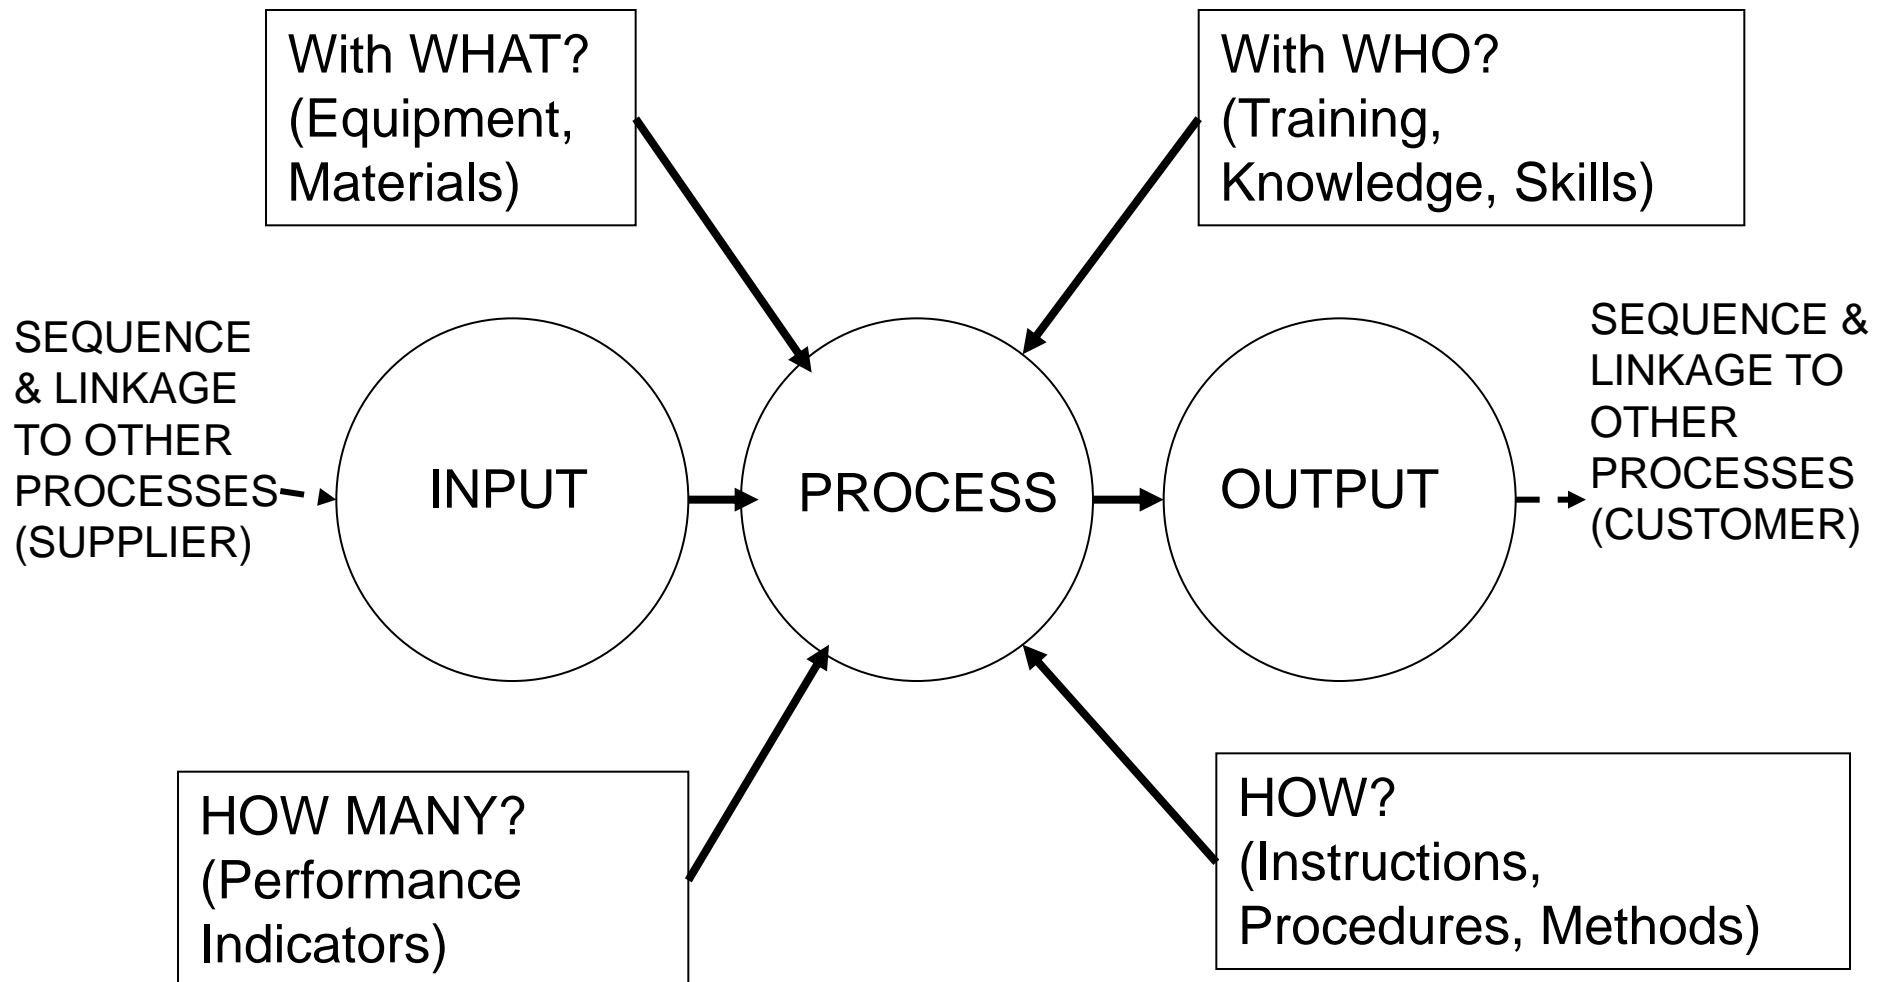 With WHAT?
(Equipment,
Materials)
With WHO?
(Training,
Knowledge, Skills)
SEQUENCE
& LINKAGE
TO OTHER
PROCESSES
(SUPPLIER)
INPUT
PROCESS
OUTPUT
SEQUENCE &
LINKAGE TO
OTHER
PROCESSES
(CUSTOMER)
HOW MANY?
(Performance
Indicators)
HOW?
(Instructions,
Procedures, Methods)